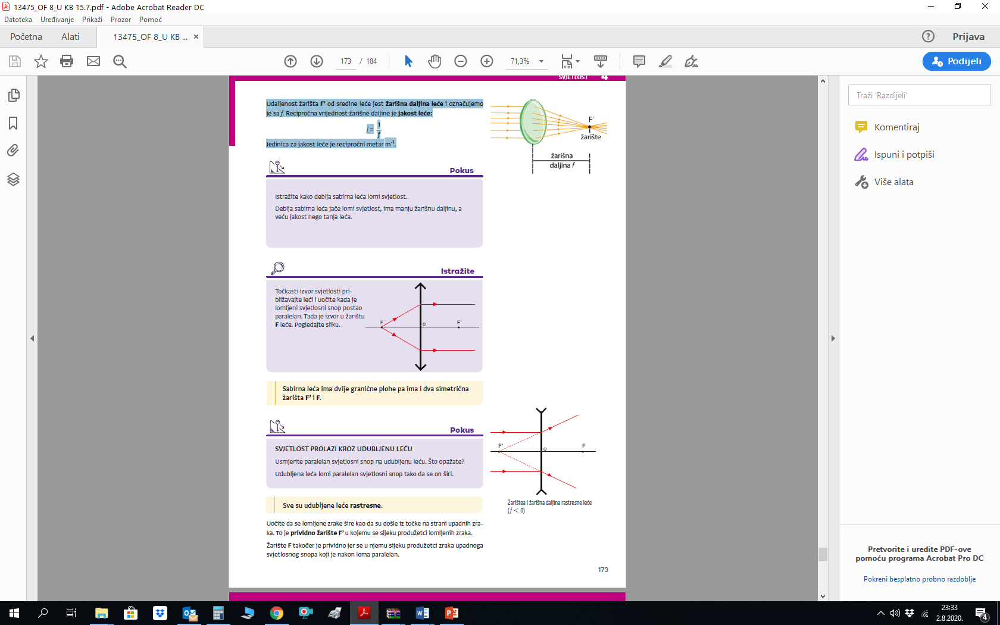 13475_OF 8_U KB 15.7.pdf - Adobe Acrobat Reader DC
Datoteka Uređivanje Prikaži Prozor Pomoć
Početna Alati 13475_OF 8_U KB ... × ? Prijava
173 / 184 71,3% Podijeli
SVJETLOST 4
Udaljenost žarišta F’ od sredine leće jest žarišna daljina leće i označujemo
je sa f. Recipročna vrijednost žarišne daljine je jakost leće:
j = 1
f
Jedinica za jakost leće je recipročni metar m⁻¹.
F’
žarište
žarišna
daljina f
Pokus
Istražite kako deblja sabirna leća lomi svjetlost.
Deblja sabirna leća jače lomi svjetlost, ima manju žarišnu daljinu, a
veću jakost nego tanja leća.
Istražite
Točkasti izvor svjetlosti pri-
bližavajte leći i uočite kada je
lomljeni svjetlosni snop postao
paralelan. Tada je izvor u žarištu
F leće. Pogledajte sliku.
F o F’
Sabirna leća ima dvije granične plohe pa ima i dva simetrična
žarišta F’ i F.
Pokus
SVJETLOST PROLAZI KROZ UDUBLJENU LEĆU
Usmjerite paralelan svjetlosni snop na udubljenu leću. Što opažate?
Udubljena leća lomi paralelan svjetlosni snop tako da se on širi.
F’ o F
Žarištea i žarišna daljina rastresne leće
(f < 0)
Sve su udubljene leće rastresne.
Uočite da se lomljene zrake šire kao da su došle iz točke na strani upadnih zra-
ka. To je prividno žarište F’ u kojemu se sijeku produžetci lomljenih zraka.
Žarište F također je prividno jer se u njemu sijeku produžetci zraka upadnoga
svjetlosnog snopa koji je nakon loma paralelan.
173
Traži 'Razdijeli'
Komentiraj
Ispuni i potpiši
Više alata
Pretvorite i uredite PDF-ove
pomoću programa Acrobat Pro DC
Pokreni besplatno probno razdoblje
23:33
2.8.2020.
4